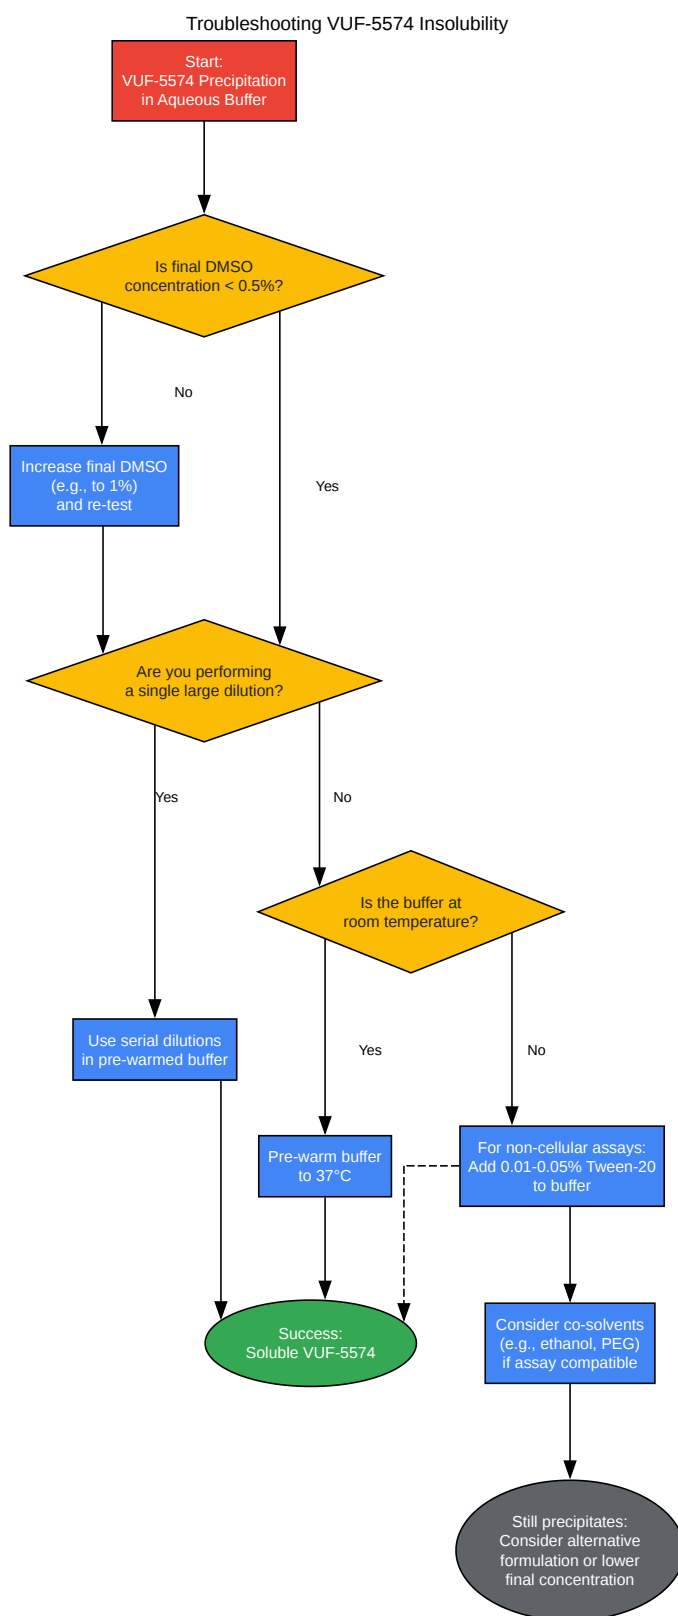 Troubleshooting VUF-5574 Insolubility
Start:
VUF-5574 Precipitation
in Aqueous Buffer
Is final DMSO
concentration < 0.5%?
No
Increase final DMSO
(e.g., to 1%)
and re-test
Yes
Are you performing
a single large dilution?
Yes
No
Is the buffer at
room temperature?
Use serial dilutions
in pre-warmed buffer
Yes
No
Pre-warm buffer
to 37°C
For non-cellular assays:
Add 0.01-0.05% Tween-20
to buffer
Success:
Soluble VUF-5574
Consider co-solvents
(e.g., ethanol, PEG)
if assay compatible
Still precipitates:
Consider alternative
formulation or lower
final concentration